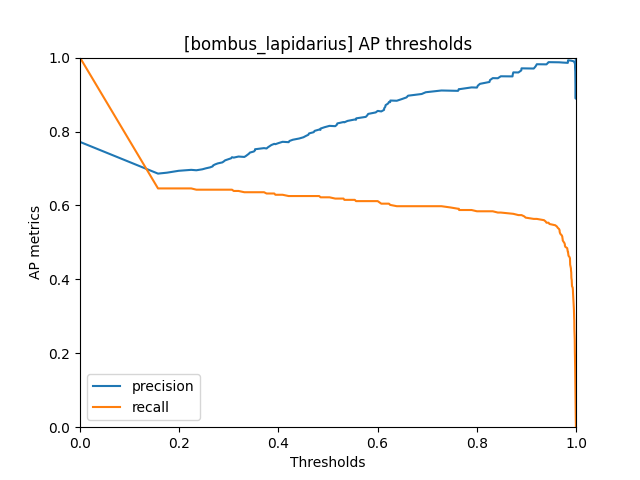 [bombus_lapidarius] AP thresholds
1.0
0.8
0.6
0.4
0.2
0.0
AP metrics
precision
recall
0.0 0.2 0.4 0.6 0.8 1.0
Thresholds